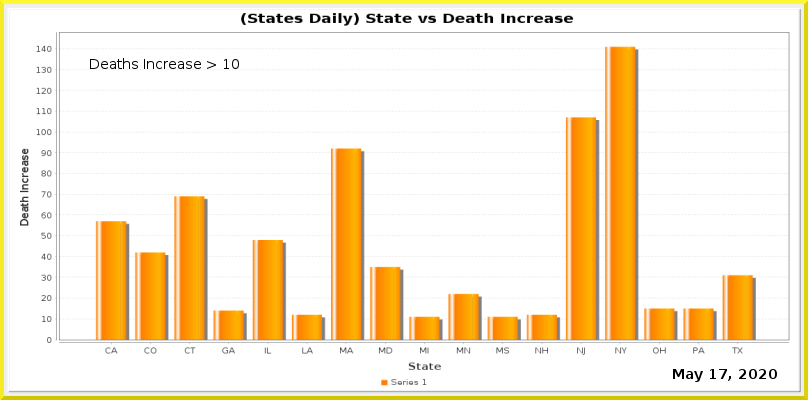 (States Daily) State vs Death Increase
Deaths Increase > 10
Death Increase
140
130
120
110
100
90
80
70
60
50
40
30
20
10
0
CA CO CT GA IL LA MA MD MI MN MS NH NJ NY OH PA TX
State
Series 1
May 17, 2020